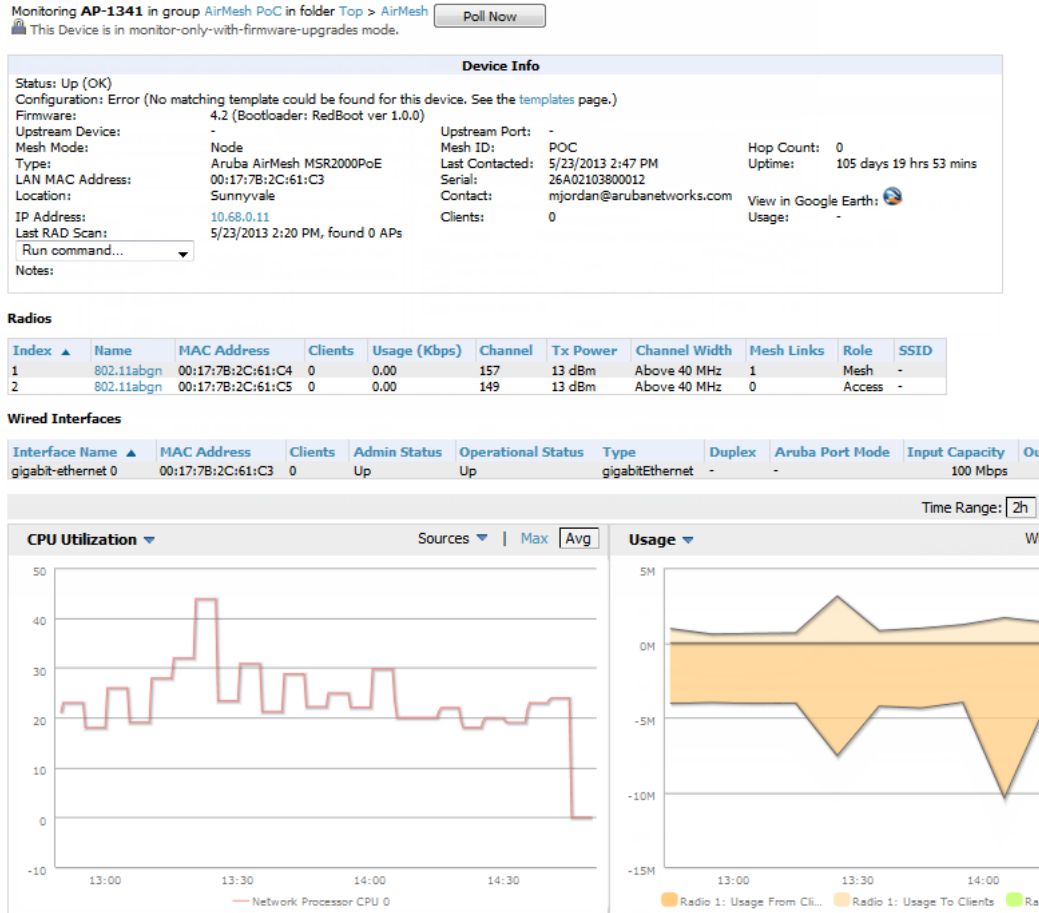 Monitoring AP-1341 in group AirMesh PoC in folder Top > AirMesh Poll Now
This Device is in monitor-only-with-firmware-upgrades mode.
Device Info
Status: Up (OK)
Configuration: Error (No matching template could be found for this device. See the templates page.)
Firmware: 4.2 (Bootloader: RedBoot ver 1.0.0)
Upstream Device: - Upstream Port: -
Mesh Mode: Node Mesh ID: POC Hop Count: 0
Type: Aruba AirMesh MSR2000PoE Last Contacted: 5/23/2013 2:47 PM Uptime: 105 days 19 hrs 53 mins
LAN MAC Address: 00:17:7B:2C:61:C3 Serial: 26A02103800012
Location: Sunnyvale Contact: mjordan@arubanetworks.com View in Google Earth:
IP Address: 10.68.0.11 Clients: 0 Usage: -
Last RAD Scan: 5/23/2013 2:20 PM, found 0 APs
Run command...
Notes:
Radios
Index Name MAC Address Clients Usage (Kbps) Channel Tx Power Channel Width Mesh Links Role SSID
1 802.11abgn 00:17:7B:2C:61:C4 0 0.00 157 13 dBm Above 40 MHz 1 Mesh -
2 802.11abgn 00:17:7B:2C:61:C5 0 0.00 149 13 dBm Above 40 MHz 0 Access -
Wired Interfaces
Interface Name MAC Address Clients Admin Status Operational Status Type Duplex Aruba Port Mode Input Capacity Ou
gigabit-ethernet 0 00:17:7B:2C:61:C3 0 Up Up gigabitEthernet - - 100 Mbps
Time Range: 2h
CPU Utilization Sources | Max Avg
50
40
30
20
10
0
-10
13:00 13:30 14:00 14:30
Network Processor CPU 0
Usage Wi
5M
0M
-5M
-10M
-15M
13:00 13:30 14:00
Radio 1: Usage From Cli... Radio 1: Usage To Clients Ra